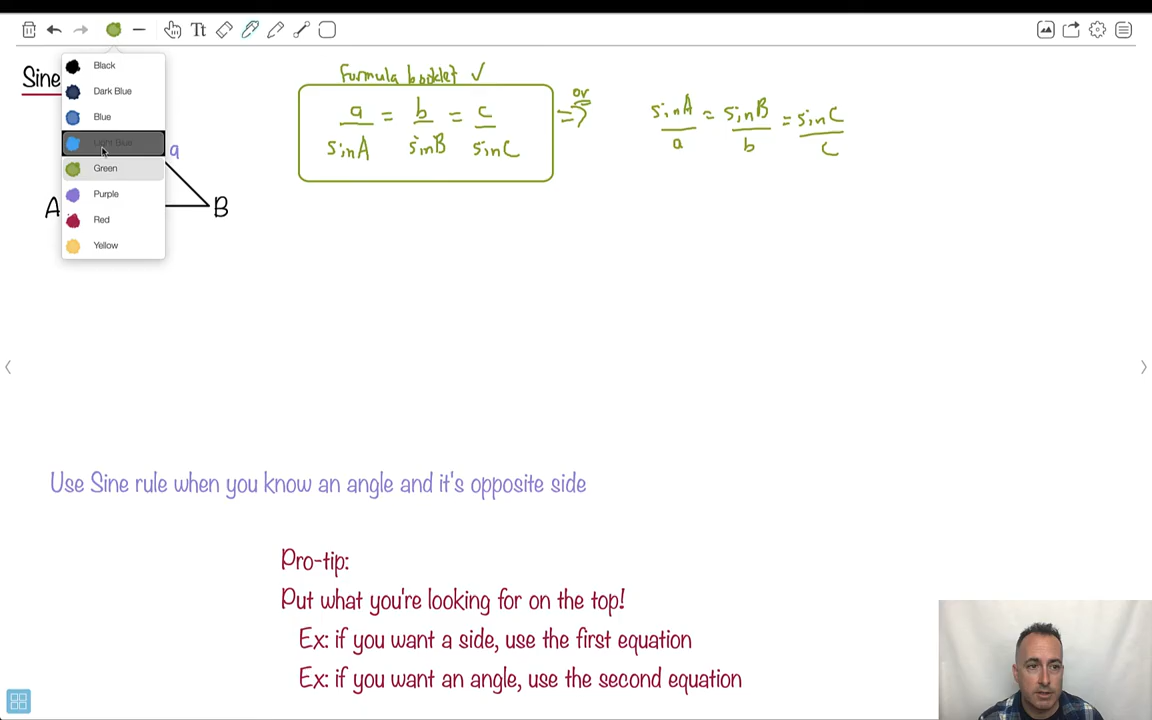 Tt
Black
Dark Blue
Blue
Light Blue
Green
Purple
Red
Yellow
Sine
a
A
B
Formula booklet ✓
a/sinA = b/sinB = c/sinC
or
=>
sinA/a = sinB/b = sinC/c
Use Sine rule when you know an angle and it's opposite side
Pro-tip:
Put what you're looking for on the top!
Ex: if you want a side, use the first equation
Ex: if you want an angle, use the second equation